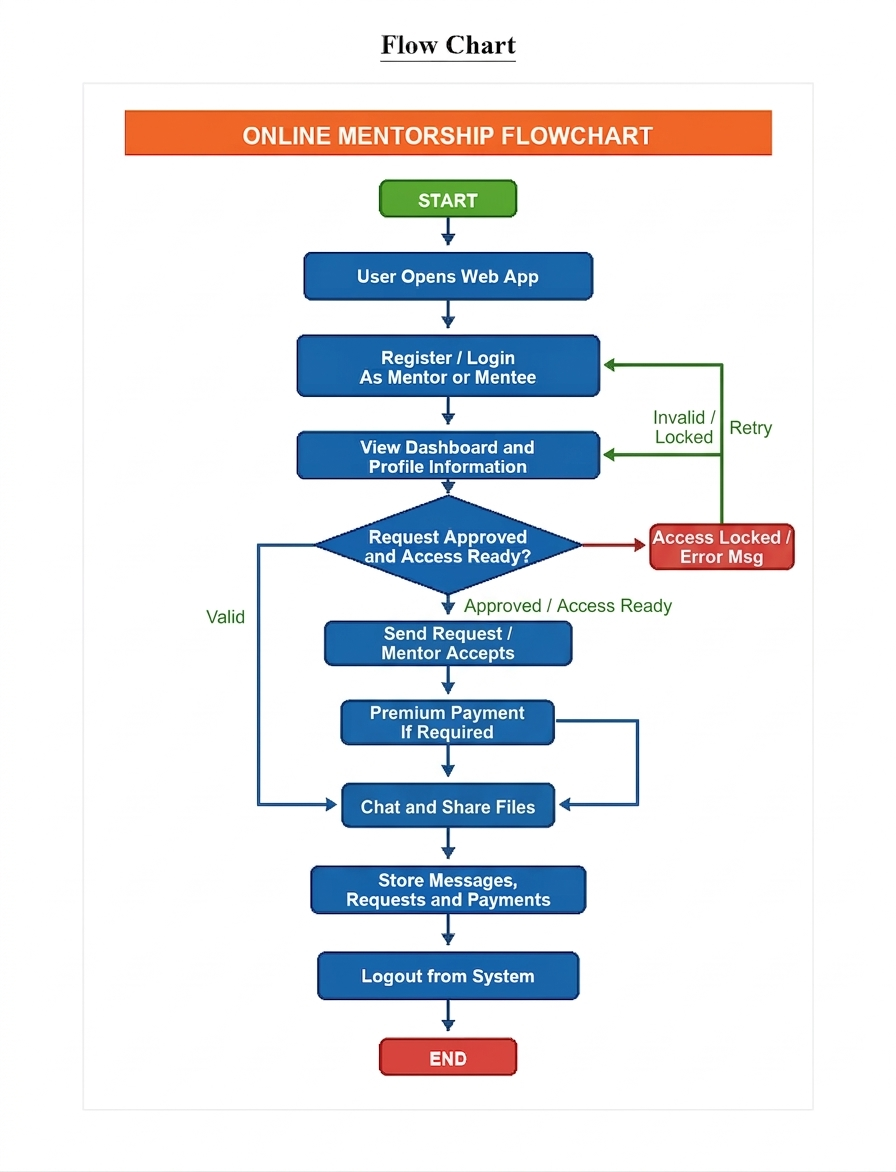 Flow Chart
ONLINE MENTORSHIP FLOWCHART
START
User Opens Web App
Register / Login
As Mentor or Mentee
Invalid /
Locked
Retry
View Dashboard and
Profile Information
Request Approved
and Access Ready?
Access Locked /
Error Msg
Valid
Approved / Access Ready
Send Request /
Mentor Accepts
Premium Payment
If Required
Chat and Share Files
Store Messages,
Requests and Payments
Logout from System
END